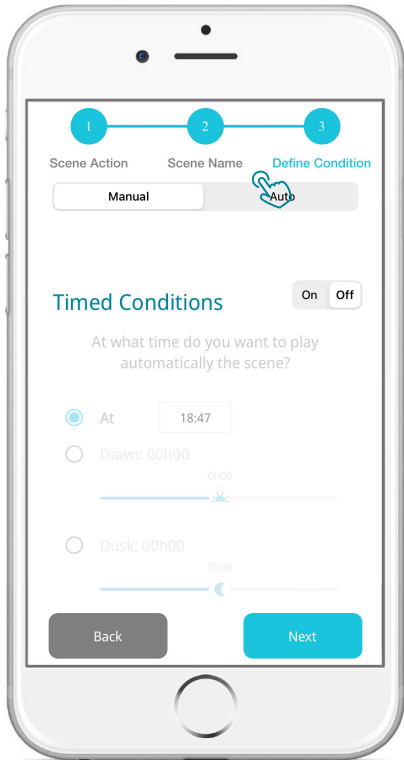 1 2 3
Scene Action Scene Name Define Condition
Manual Auto
Timed Conditions On Off
At what time do you want to play
automatically the scene?
At 18:47
Dawn: 00h00
0h00
Dusk: 00h00
0h00
Back Next